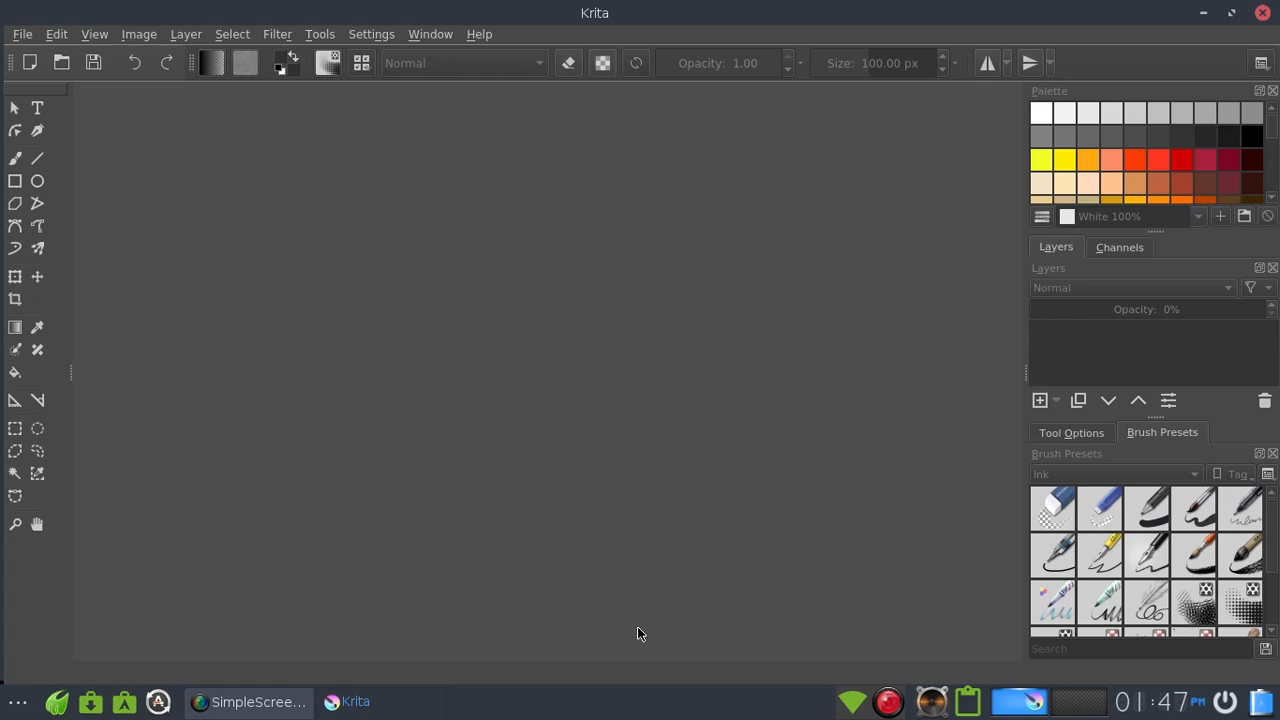 Krita
File Edit View Image Layer Select Filter Tools Settings Window Help
Normal Opacity: 1.00 Size: 100.00 px
Palette
White 100%
Layers Channels
Layers
Normal
Opacity: 0%
Tool Options Brush Presets
Brush Presets
Ink Tag
Search
SimpleScree... Krita 01:47 PM